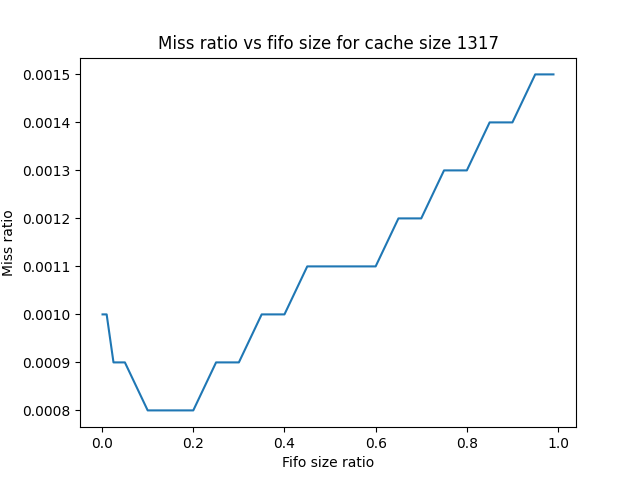 Miss ratio vs fifo size for cache size 1317
0.0015
0.0014
0.0013
0.0012
0.0011
0.0010
0.0009
0.0008
Miss ratio
0.0 0.2 0.4 0.6 0.8 1.0
Fifo size ratio